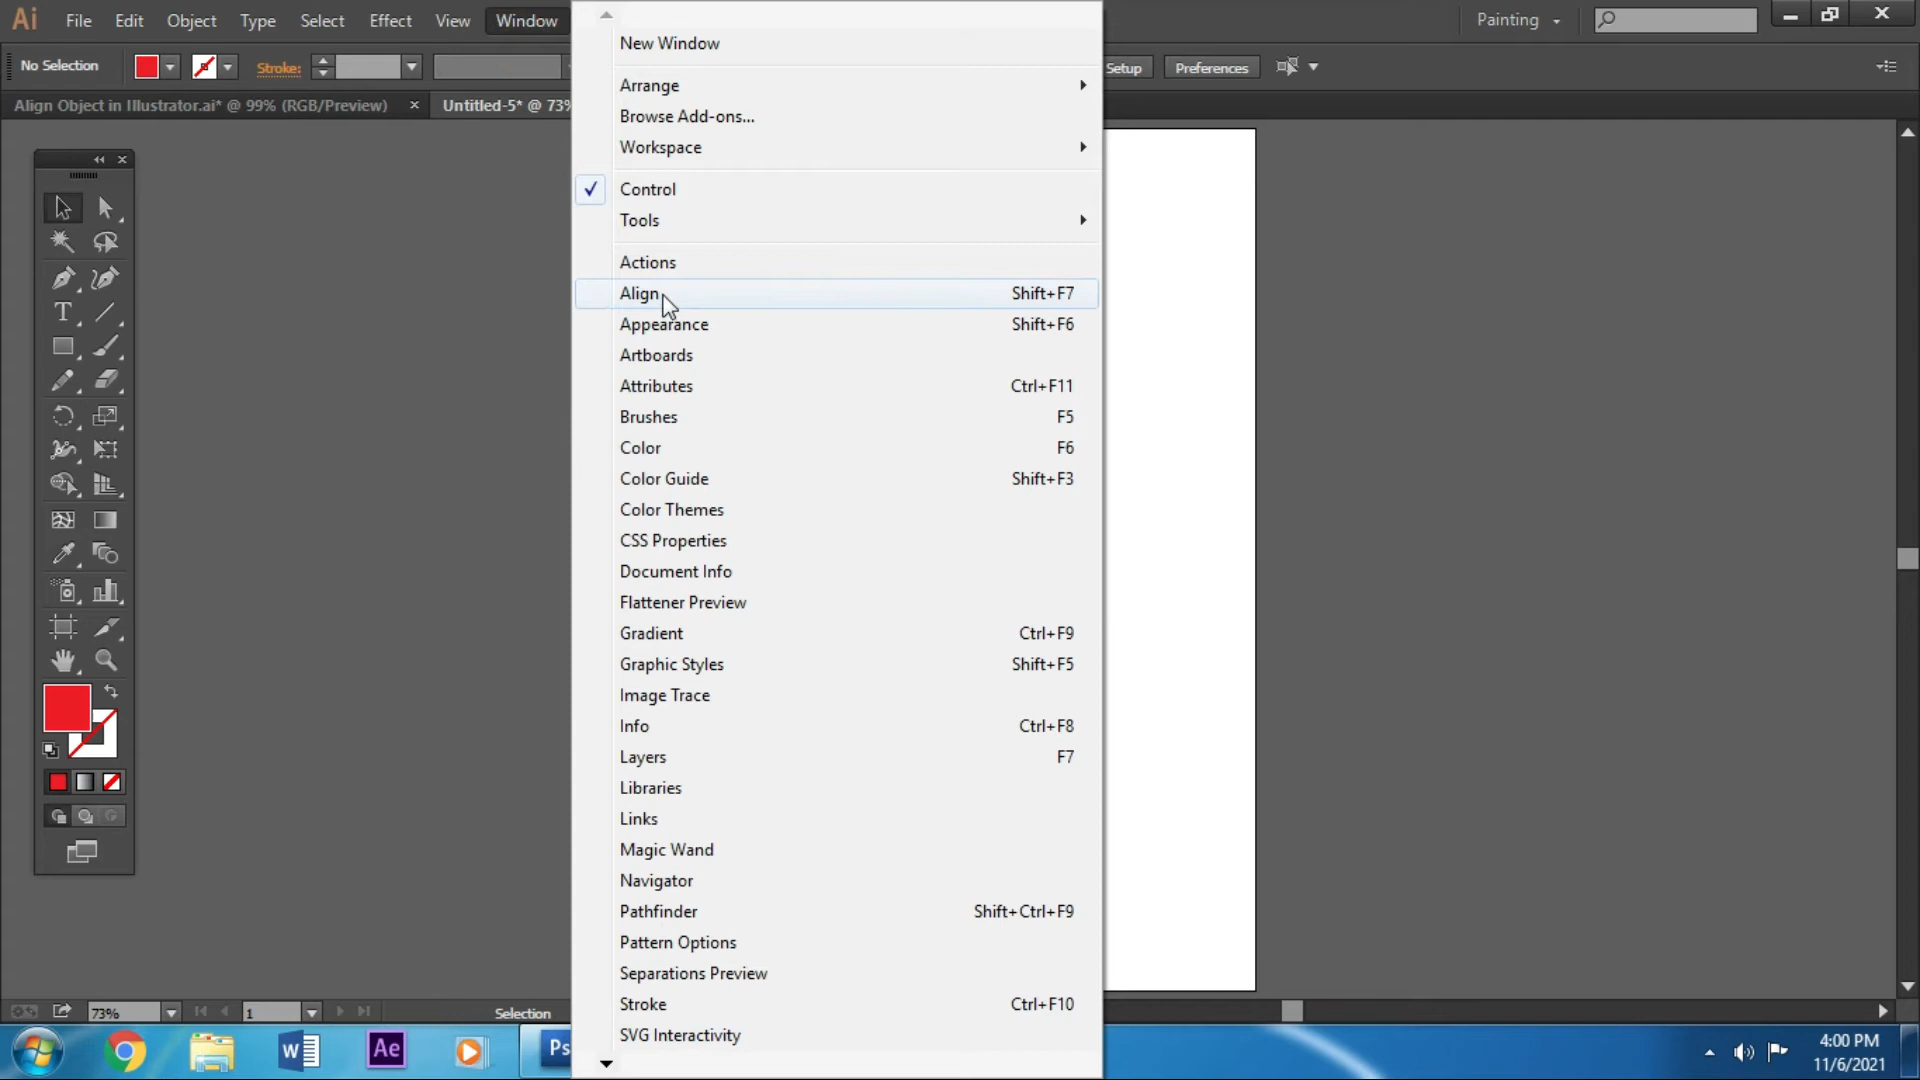 Ai File Edit Object Type Select Effect View Window
No Selection Stroke: Setup Preferences Painting
Align Object in Illustrator.ai* @ 99% (RGB/Preview) × Untitled-5* @ 73%
New Window
Arrange
Browse Add-ons...
Workspace
Control
Tools
Actions
Align Shift+F7
Appearance Shift+F6
Artboards
Attributes Ctrl+F11
Brushes F5
Color F6
Color Guide Shift+F3
Color Themes
CSS Properties
Document Info
Flattener Preview
Gradient Ctrl+F9
Graphic Styles Shift+F5
Image Trace
Info Ctrl+F8
Layers F7
Libraries
Links
Magic Wand
Navigator
Pathfinder Shift+Ctrl+F9
Pattern Options
Separations Preview
Stroke Ctrl+F10
SVG Interactivity
73% 1 Selection
W Ae Ps
4:00 PM
11/6/2021